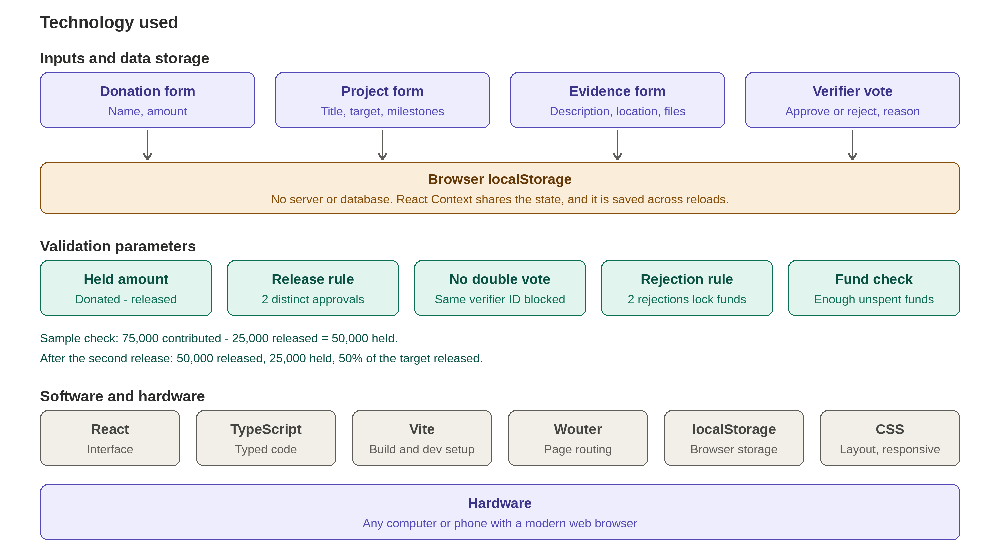 Technology used
Inputs and data storage
Donation form
Name, amount
Project form
Title, target, milestones
Evidence form
Description, location, files
Verifier vote
Approve or reject, reason
Browser localStorage
No server or database. React Context shares the state, and it is saved across reloads.
Validation parameters
Held amount
Donated - released
Release rule
2 distinct approvals
No double vote
Same verifier ID blocked
Rejection rule
2 rejections lock funds
Fund check
Enough unspent funds
Sample check: 75,000 contributed - 25,000 released = 50,000 held.
After the second release: 50,000 released, 25,000 held, 50% of the target released.
Software and hardware
React
Interface
TypeScript
Typed code
Vite
Build and dev setup
Wouter
Page routing
localStorage
Browser storage
CSS
Layout, responsive
Hardware
Any computer or phone with a modern web browser